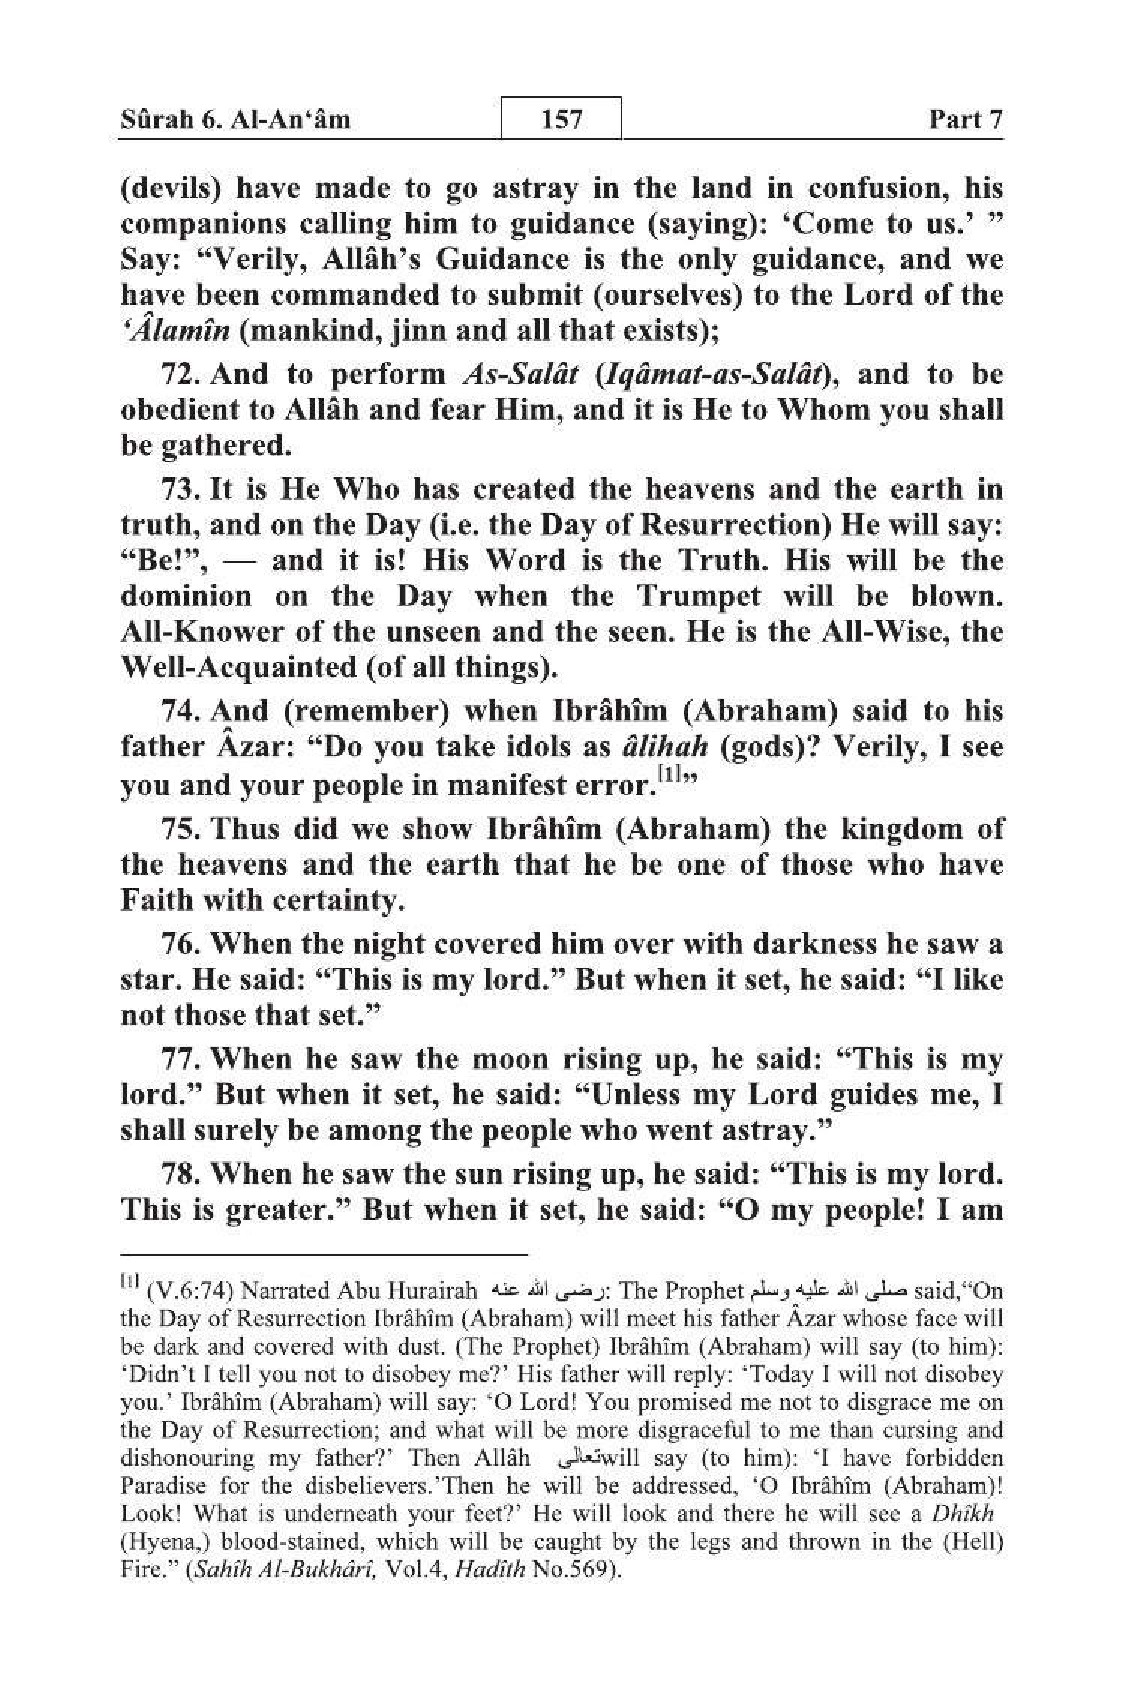 Sûrah 6. Al-An‘âm 157 Part 7
(devils) have made to go astray in the land in confusion, his
companions calling him to guidance (saying): ‘Come to us.’ ”
Say: “Verily, Allâh’s Guidance is the only guidance, and we
have been commanded to submit (ourselves) to the Lord of the
‘Âlamîn (mankind, jinn and all that exists);
72. And to perform As-Salât (Iqâmat-as-Salât), and to be
obedient to Allâh and fear Him, and it is He to Whom you shall
be gathered.
73. It is He Who has created the heavens and the earth in
truth, and on the Day (i.e. the Day of Resurrection) He will say:
“Be!”, — and it is! His Word is the Truth. His will be the
dominion on the Day when the Trumpet will be blown.
All-Knower of the unseen and the seen. He is the All-Wise, the
Well-Acquainted (of all things).
74. And (remember) when Ibrâhîm (Abraham) said to his
father Âzar: “Do you take idols as âlihah (gods)? Verily, I see
you and your people in manifest error.[1]”
75. Thus did we show Ibrâhîm (Abraham) the kingdom of
the heavens and the earth that he be one of those who have
Faith with certainty.
76. When the night covered him over with darkness he saw a
star. He said: “This is my lord.” But when it set, he said: “I like
not those that set.”
77. When he saw the moon rising up, he said: “This is my
lord.” But when it set, he said: “Unless my Lord guides me, I
shall surely be among the people who went astray.”
78. When he saw the sun rising up, he said: “This is my lord.
This is greater.” But when it set, he said: “O my people! I am
[1] (V.6:74) Narrated Abu Hurairah رضى الله عنه: The Prophet صلى الله عليه وسلم said,“On
the Day of Resurrection Ibrâhîm (Abraham) will meet his father Âzar whose face will
be dark and covered with dust. (The Prophet) Ibrâhîm (Abraham) will say (to him):
‘Didn’t I tell you not to disobey me?’ His father will reply: ‘Today I will not disobey
you.’ Ibrâhîm (Abraham) will say: ‘O Lord! You promised me not to disgrace me on
the Day of Resurrection; and what will be more disgraceful to me than cursing and
dishonouring my father?’ Then Allâh تعالى will say (to him): ‘I have forbidden
Paradise for the disbelievers.’Then he will be addressed, ‘O Ibrâhîm (Abraham)!
Look! What is underneath your feet?’ He will look and there he will see a Dhîkh
(Hyena,) blood-stained, which will be caught by the legs and thrown in the (Hell)
Fire.” (Sahîh Al-Bukhârî, Vol.4, Hadîth No.569).